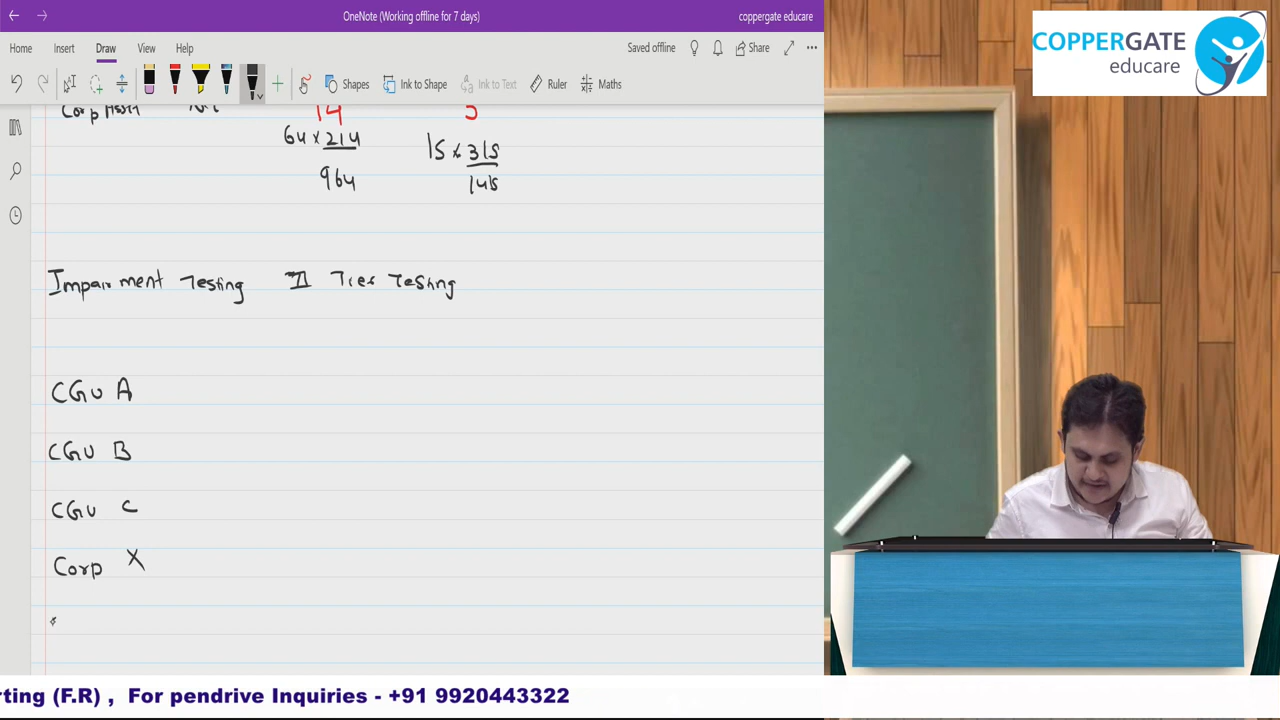 OneNote (Working offline for 7 days)
coppergate educare
Home Insert Draw View Help
Saved offline Share
Shapes Ink to Shape Ink to Text Ruler Maths
COPPERGATE
educare
14
64 × 214
15 × 315
964
145
Impairment Testing II Tier Testing
CGU A
CGU B
CGU C
Corp X
rting (F.R) , For pendrive Inquiries - +91 9920443322